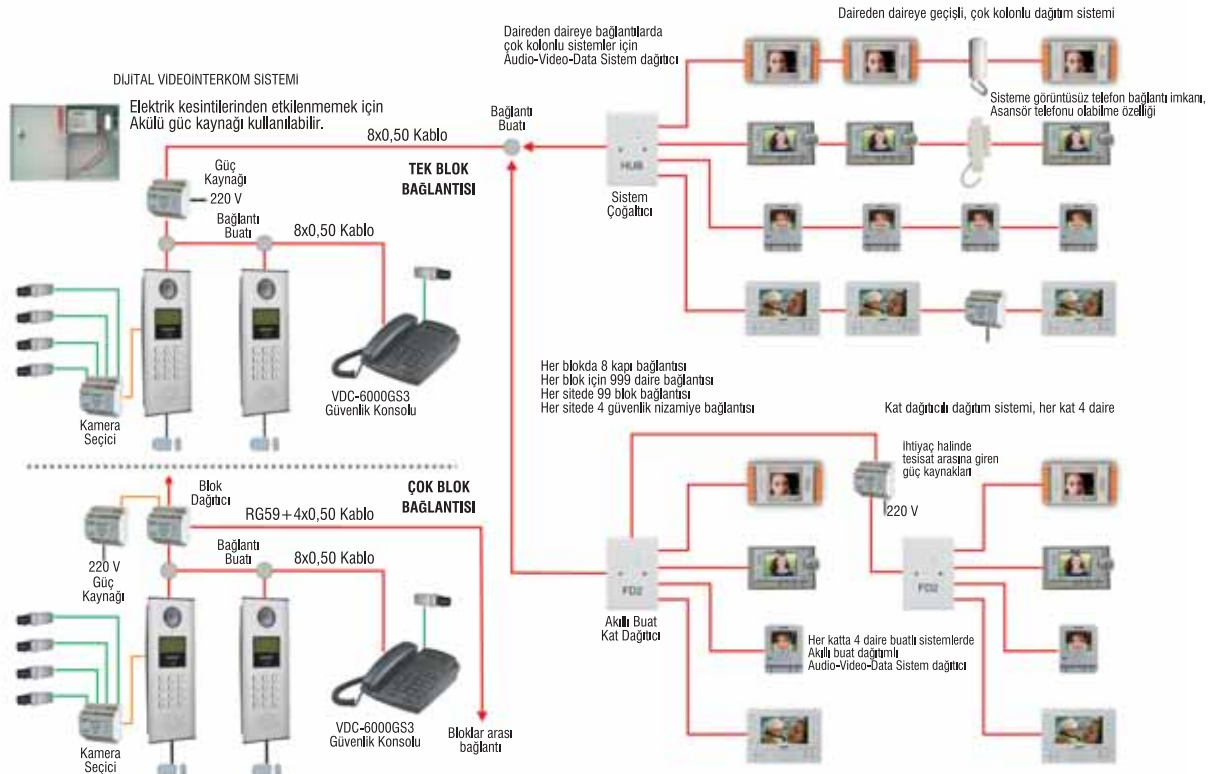 DIJITAL VIDEOINTERKOM SISTEMI
Elektrik kesintilerinden etkilenmemek için
Akülü güc kaynağı kullanılabilir.
8x0,50 Kablo
Bağlantı
Buatı
TEK BLOK
BAĞLANTISI
Güç
Kaynağı
220 V
Bağlantı
Buatı
8x0,50 Kablo
VDC-6000GS3
Güvenlik Konsolu
Kamera
Seçici
Daireden daireye bağlantılarda
çok kolonlu sistemler için
Audio-Video-Data Sistem dağıtıcı
Daireden daireye geçişli, çok kolonlu dağıtım sistemi
HUB
Sistem
Çoğaltıcı
Sisteme görüntüsüz telefon bağlantı imkanı,
Asansör telefonu olabilme özelliği
Her blokda 8 kapı bağlantısı
Her blok için 999 daire bağlantısı
Her sitede 99 blok bağlantısı
Her sitede 4 güvenlik nizamiye bağlantısı
Kat dağıtıcılı dağıtım sistemi, her kat 4 daire
Ihtiyaç halinde
tesisat arasına giren
güç kaynakları
220 V
FD2
Akıllı Buat
Kat Dağıtıcı
FD2
Her katta 4 daire buatlı sistemlerde
Akıllı buat dağıtımlı
Audio-Video-Data Sistem dağıtıcı
Blok
Dağıtıcı
ÇOK BLOK
BAĞLANTISI
RG59+4x0,50 Kablo
220 V
Güç
Kaynağı
Bağlantı
Buatı
8x0,50 Kablo
VDC-6000GS3
Güvenlik Konsolu
Bloklar arası
bağlantı
Kamera
Seçici